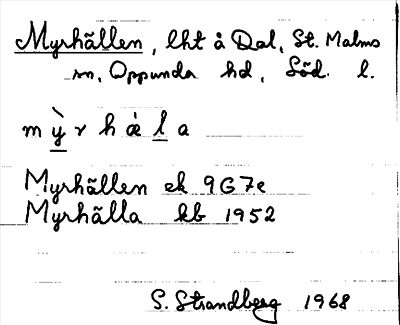 Myrhällen, lht å Dal, St. Malms
sn, Oppunda hd, Söd. l.
m ỳ r h æ̀ l a
Myrhällen ek 9G7e
Myrhälla kb 1952
S. Strandberg 1968